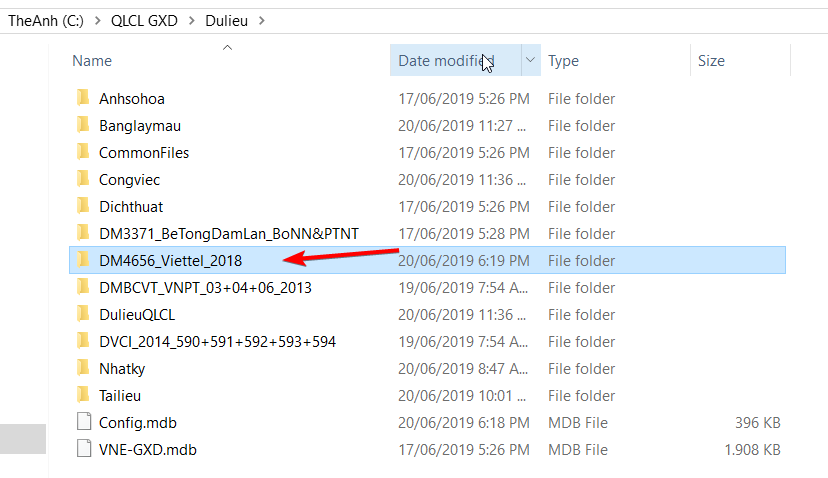 TheAnh (C:) > QLCL GXD > Dulieu >
Name Date modified Type Size
Anhsohoa 17/06/2019 5:26 PM File folder
Banglaymau 20/06/2019 11:27 ... File folder
CommonFiles 17/06/2019 5:26 PM File folder
Congviec 20/06/2019 11:36 ... File folder
Dichthuat 17/06/2019 5:26 PM File folder
DM3371_BeTongDamLan_BoNN&PTNT 17/06/2019 5:28 PM File folder
DM4656_Viettel_2018 20/06/2019 6:19 PM File folder
DMBCVT_VNPT_03+04+06_2013 19/06/2019 7:54 A... File folder
DulieuQLCL 20/06/2019 11:36 ... File folder
DVCI_2014_590+591+592+593+594 19/06/2019 7:54 A... File folder
Nhatky 20/06/2019 8:47 A... File folder
Tailieu 20/06/2019 10:01 ... File folder
Config.mdb 20/06/2019 6:18 PM MDB File 396 KB
VNE-GXD.mdb 17/06/2019 5:26 PM MDB File 1.908 KB